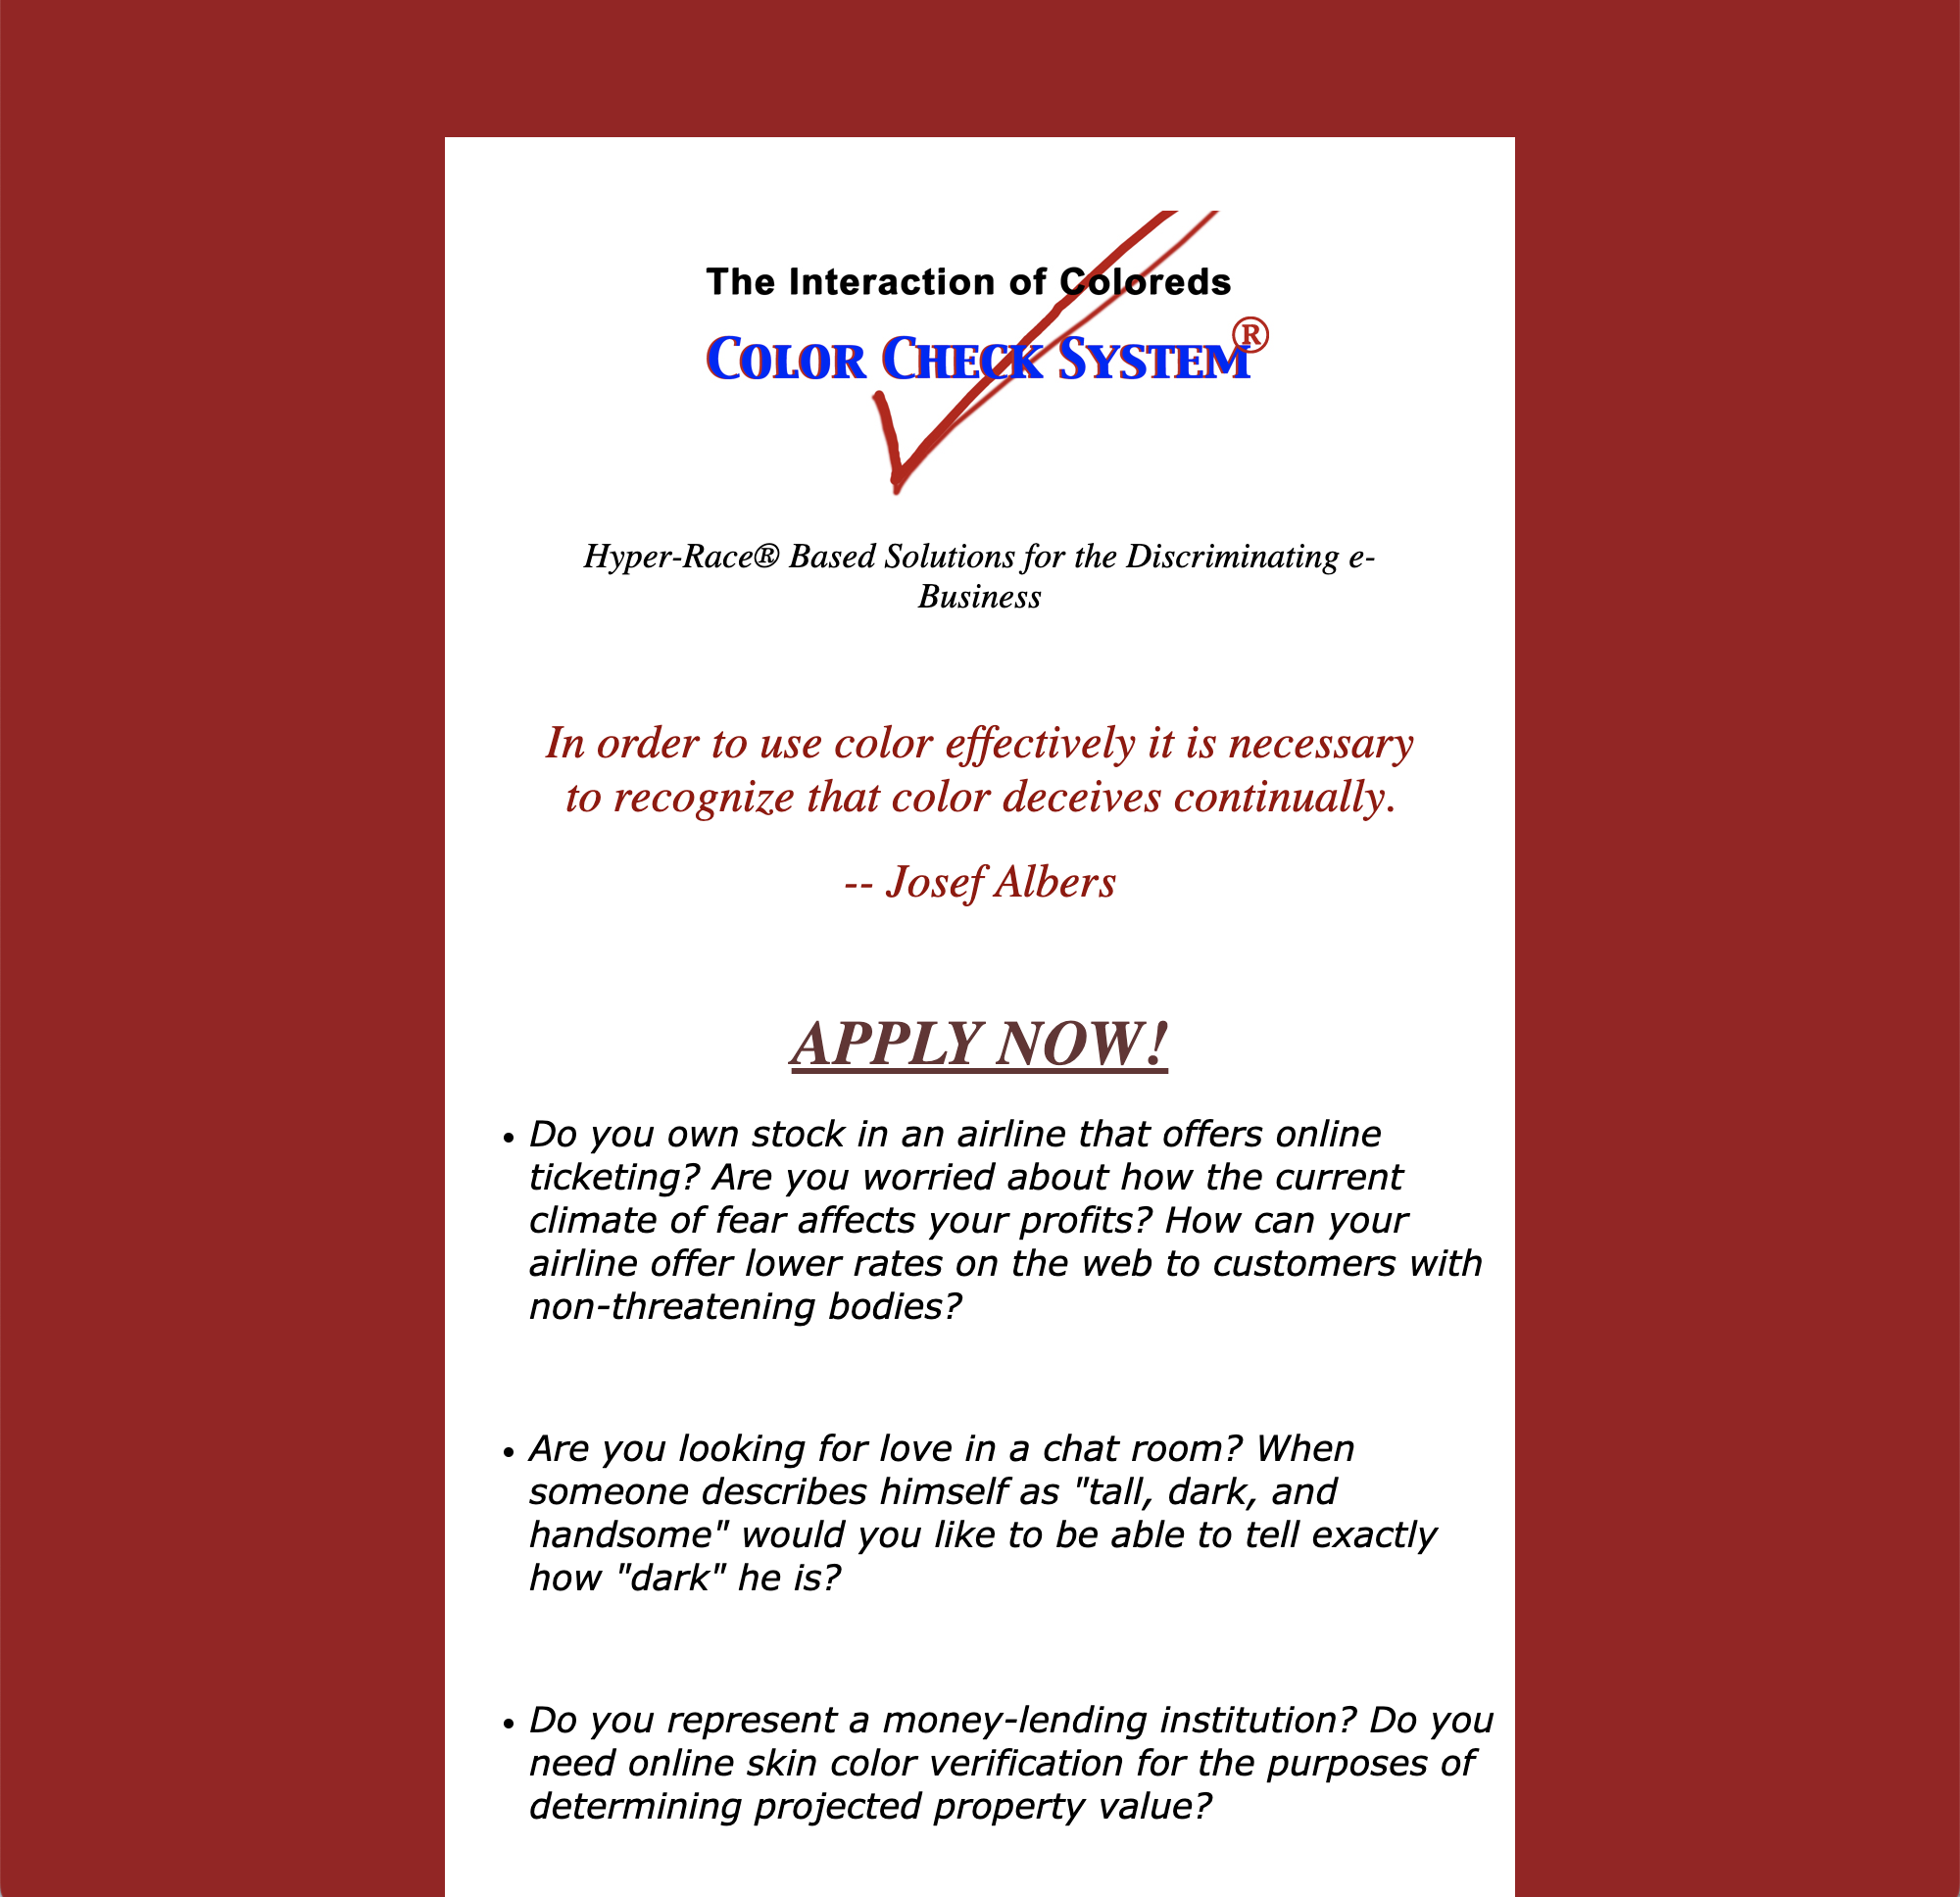 The Interaction of Coloreds
COLOR CHECK SYSTEM®
Hyper-Race® Based Solutions for the Discriminating e-
Business
In order to use color effectively it is necessary
to recognize that color deceives continually.
-- Josef Albers
APPLY NOW!
• Do you own stock in an airline that offers online
ticketing? Are you worried about how the current
climate of fear affects your profits? How can your
airline offer lower rates on the web to customers with
non-threatening bodies?
• Are you looking for love in a chat room? When
someone describes himself as "tall, dark, and
handsome" would you like to be able to tell exactly
how "dark" he is?
• Do you represent a money-lending institution? Do you
need online skin color verification for the purposes of
determining projected property value?